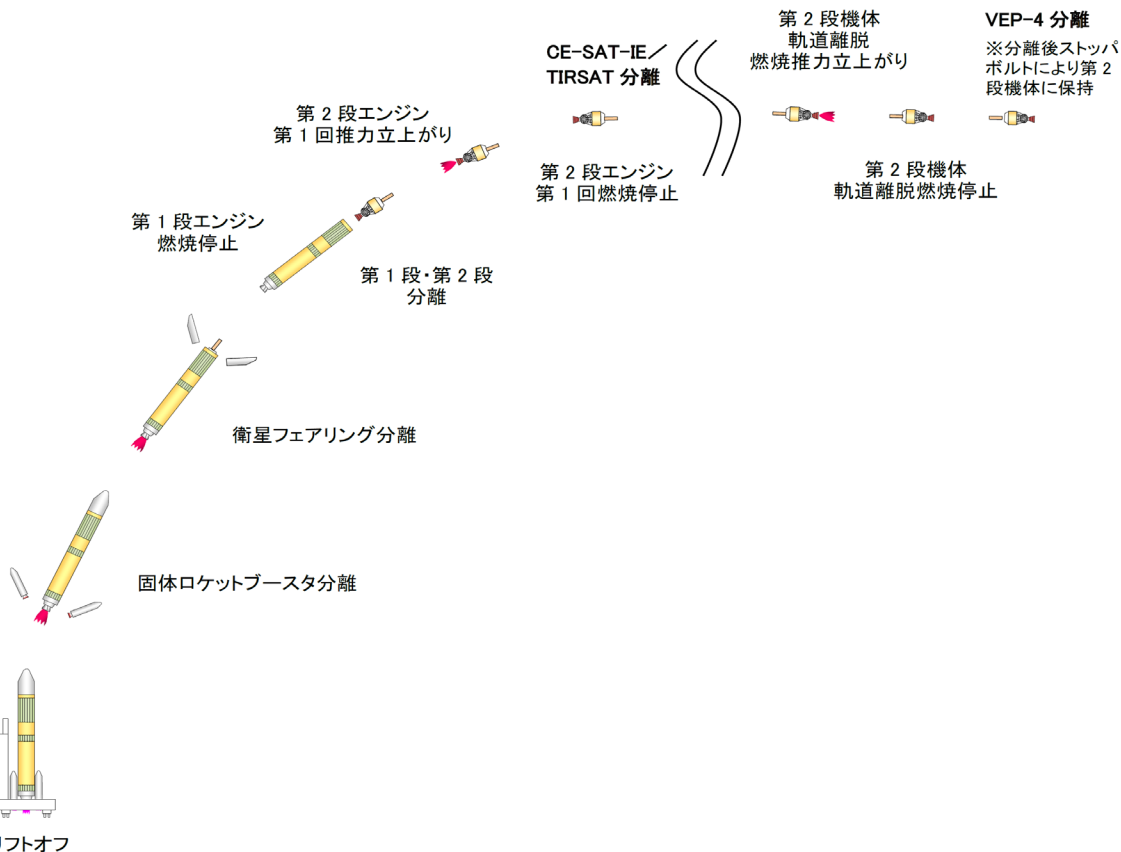 第２段機体
軌道離脱
燃焼推力立上がり
VEP-4 分離
※分離後ストッパ
ボルトにより第２
段機体に保持
CE-SAT-IE／
TIRSAT 分離
第２段エンジン
第１回推力立上がり
第２段エンジン
第１回燃焼停止
第２段機体
軌道離脱燃焼停止
第１段エンジン
燃焼停止
第１段・第２段
分離
衛星フェアリング分離
固体ロケットブースタ分離
リフトオフ